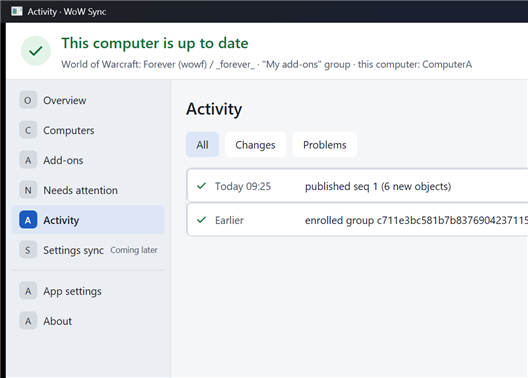 Activity · WoW Sync
This computer is up to date
World of Warcraft: Forever (wowf) / _forever_ · "My add-ons" group · this computer: ComputerA
O Overview
C Computers
A Add-ons
N Needs attention
A Activity
S Settings sync Coming later
A App settings
A About
Activity
All Changes Problems
Today 09:25 published seq 1 (6 new objects)
Earlier enrolled group c711e3bc581b7b8376904237115